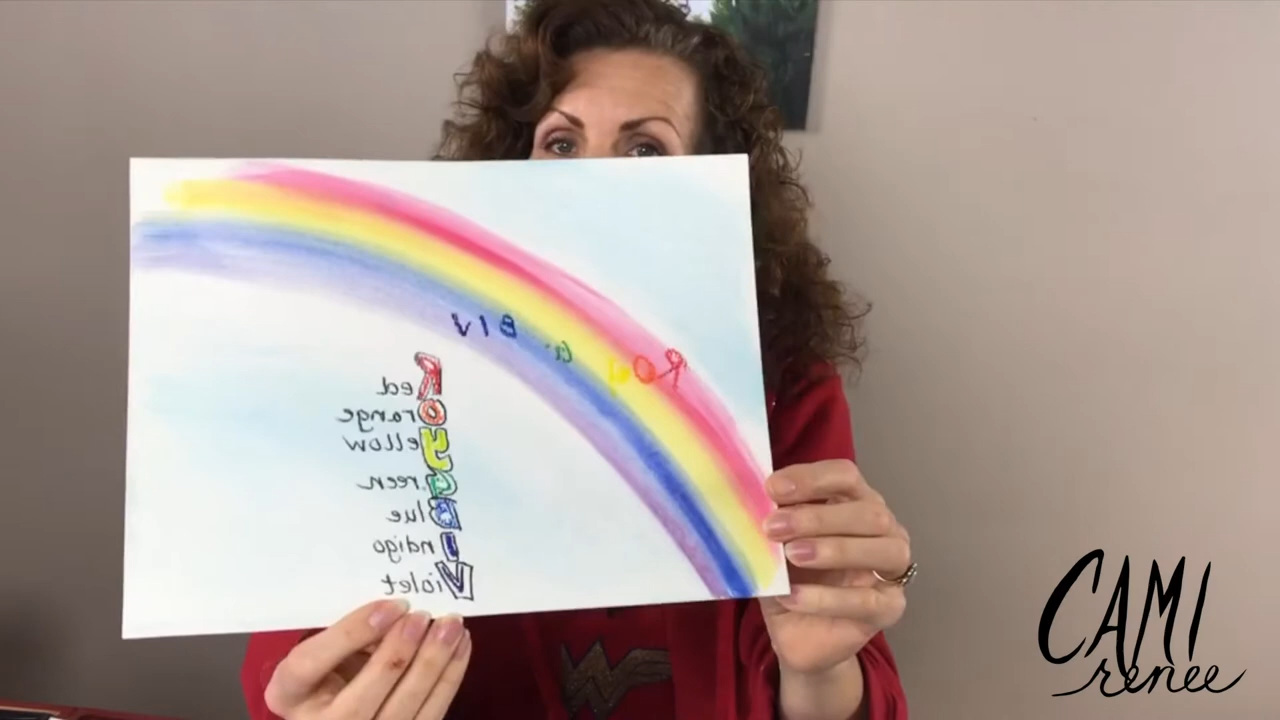 ROY G. BIV
Red
Orange
Yellow
Green
Blue
Indigo
Violet
CAMI
renee